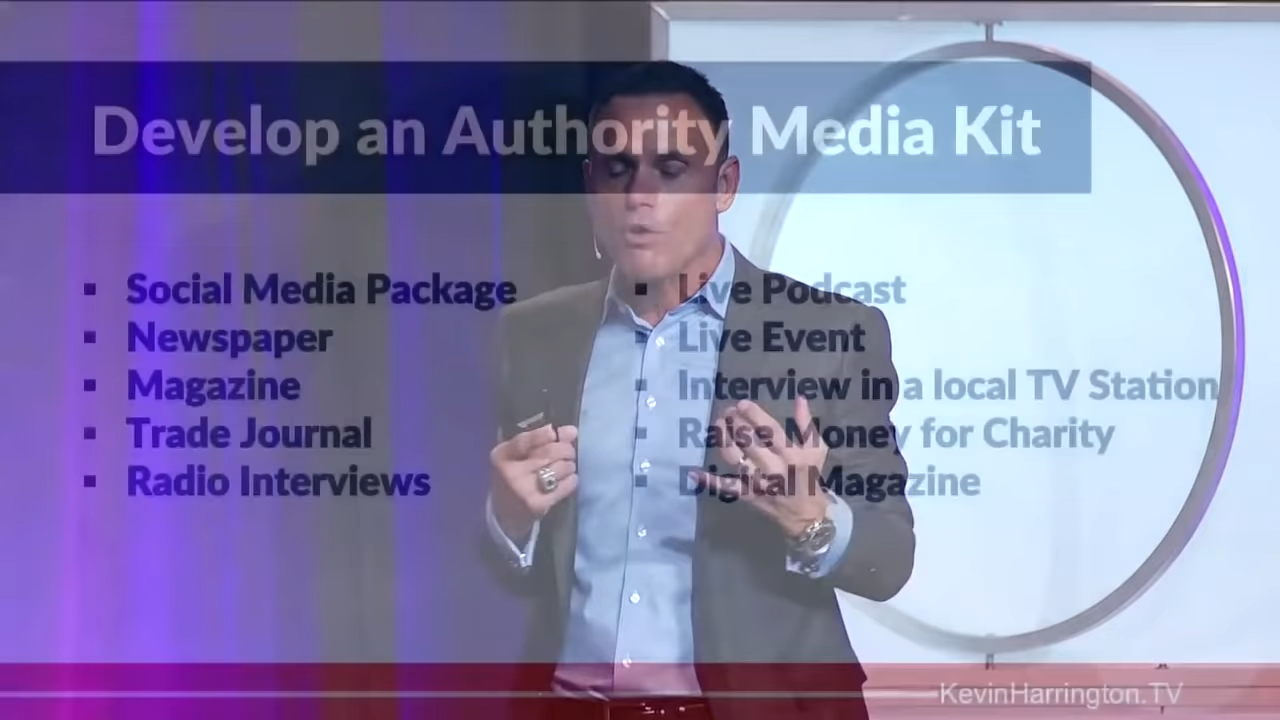 Develop an Authority Media Kit
▪ Social Media Package
▪ Newspaper
▪ Magazine
▪ Trade Journal
▪ Radio Interviews
▪ Live Podcast
▪ Live Event
▪ Interview in a local TV Station
▪ Raise Money for Charity
▪ Digital Magazine
KevinHarrington.TV